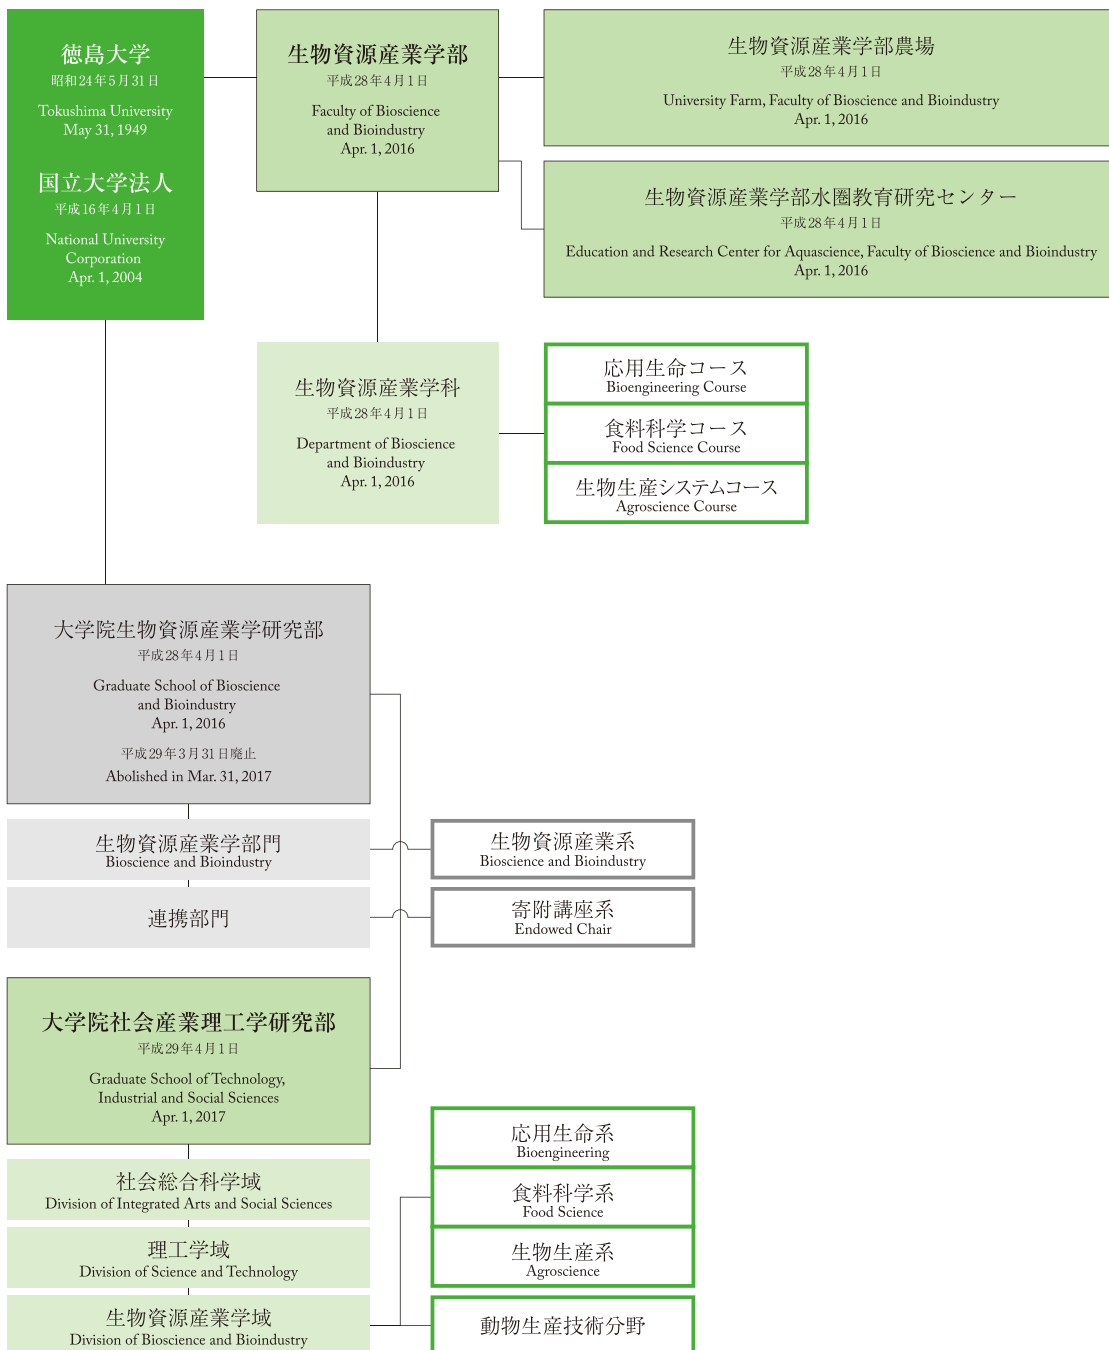 徳島大学
昭和24年5月31日
Tokushima University
May 31, 1949
国立大学法人
平成16年4月1日
National University
Corporation
Apr. 1, 2004
生物資源産業学部
平成28年4月1日
Faculty of Bioscience
and Bioindustry
Apr. 1, 2016
生物資源産業学部農場
平成28年4月1日
University Farm, Faculty of Bioscience and Bioindustry
Apr. 1, 2016
生物資源産業学部水圏教育研究センター
平成28年4月1日
Education and Research Center for Aquascience, Faculty of Bioscience and Bioindustry
Apr. 1, 2016
生物資源産業学科
平成28年4月1日
Department of Bioscience
and Bioindustry
Apr. 1, 2016
応用生命コース
Bioengineering Course
食料科学コース
Food Science Course
生物生産システムコース
Agroscience Course
大学院生物資源産業学研究部
平成28年4月1日
Graduate School of Bioscience
and Bioindustry
Apr. 1, 2016
平成29年3月31日廃止
Abolished in Mar. 31, 2017
生物資源産業学部門
Bioscience and Bioindustry
生物資源産業系
Bioscience and Bioindustry
連携部門
寄附講座系
Endowed Chair
大学院社会産業理工学研究部
平成29年4月1日
Graduate School of Technology,
Industrial and Social Sciences
Apr. 1, 2017
社会総合科学域
Division of Integrated Arts and Social Sciences
理工学域
Division of Science and Technology
生物資源産業学域
Division of Bioscience and Bioindustry
応用生命系
Bioengineering
食料科学系
Food Science
生物生産系
Agroscience
動物生産技術分野